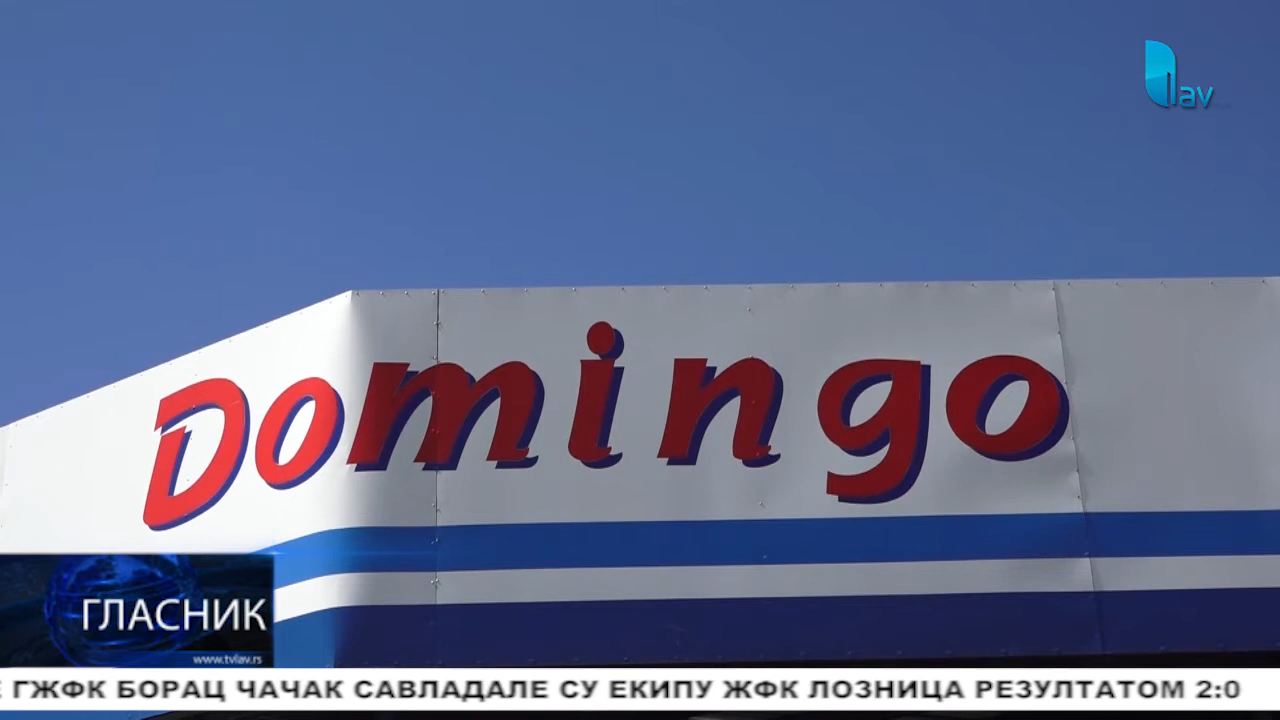 lav
Domingo
ГЛАСНИК
www.tvlav.rs
Е ГЖФК БОРАЦ ЧАЧАК САВЛАДАЛЕ СУ ЕКИПУ ЖФК ЛОЗНИЦА РЕЗУЛТАТОМ 2:0